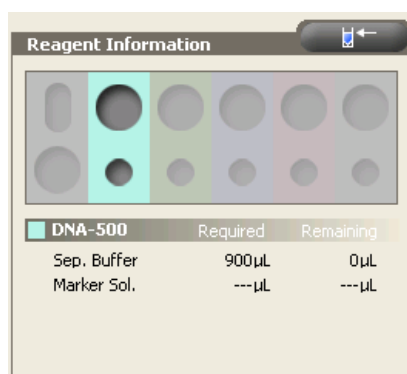 Reagent Information
DNA-500 Required Remaining
Sep. Buffer 900µL 0µL
Marker Sol. ---µL ---µL